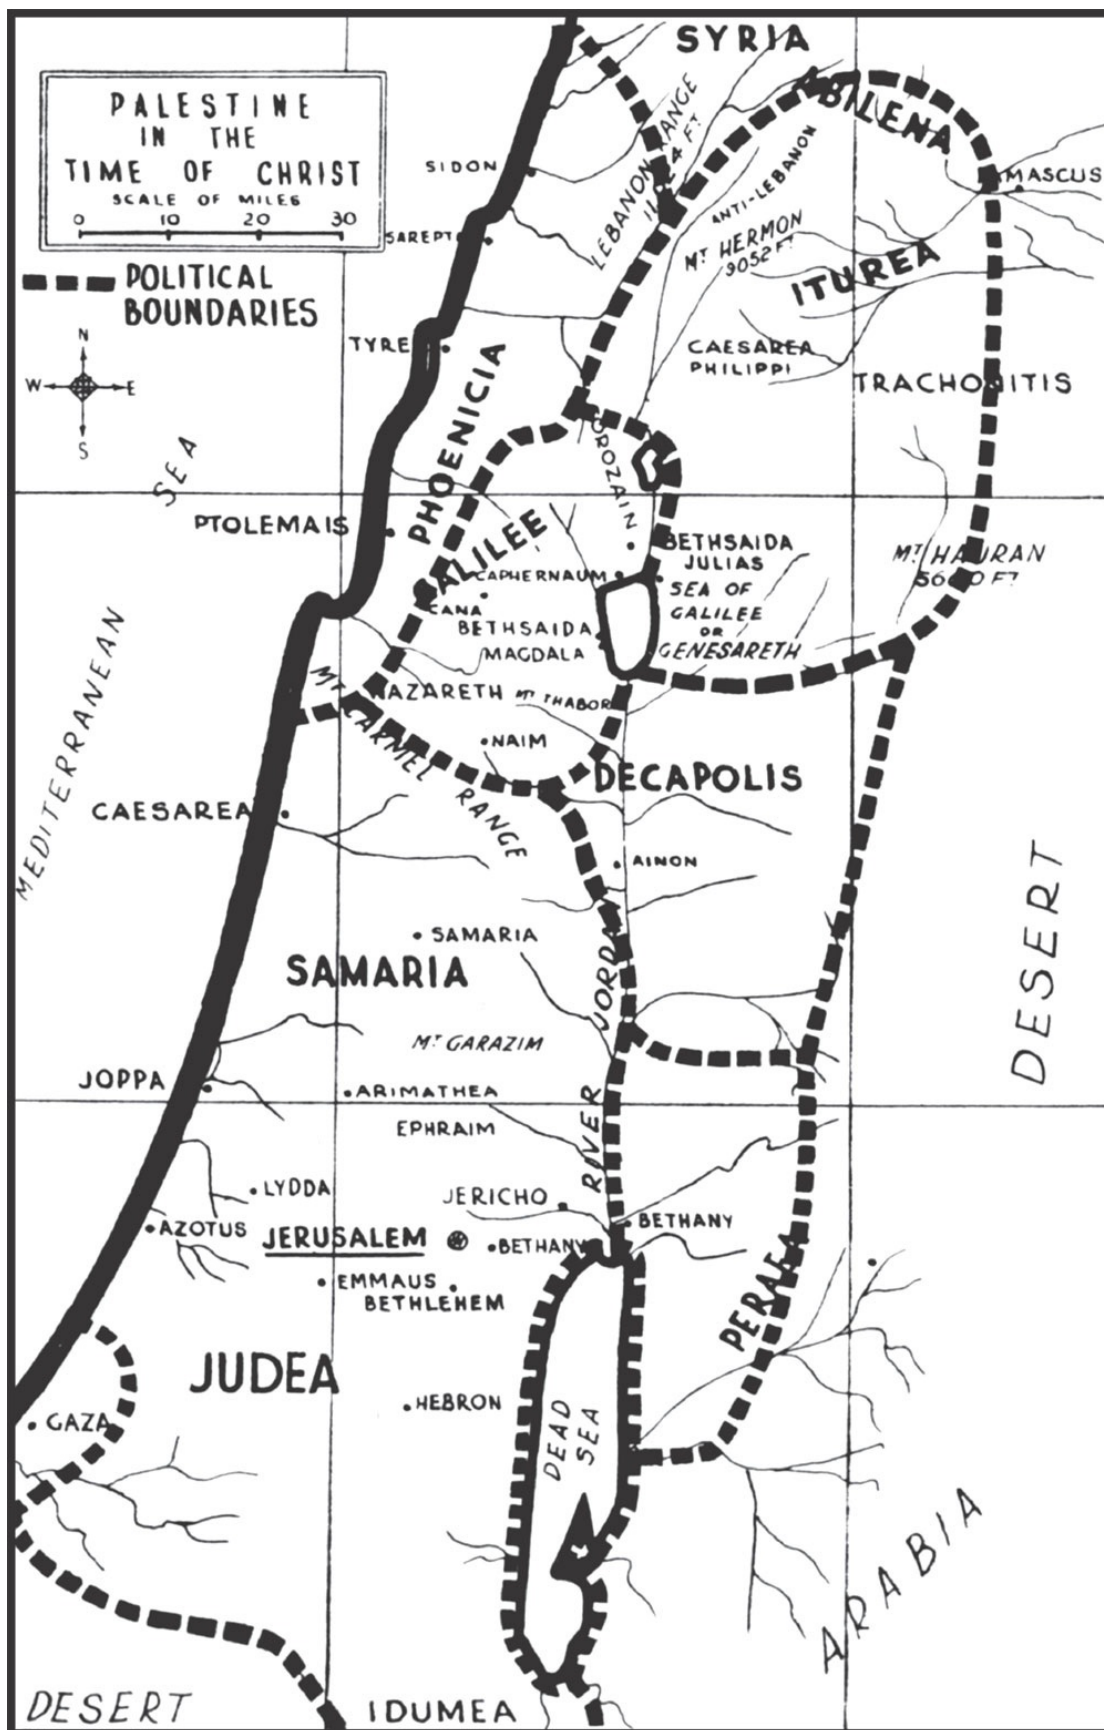 SYRIA
PALESTINE
IN THE
TIME OF CHRIST
SCALE OF MILES
0 10 20 30
ABILENA
LEBANON RANGE
ANTI-LEBANON
SIDON
MASCUS
MT HERMON
9052 FT
SAREPT
ITUREA
POLITICAL
BOUNDARIES
N
W E
S
TYRE
CAESAREA
PHILIPPI
TRACHONITIS
PHOENICIA
OROZAIN
SEA
PTOLEMAIS
GALILEE
BETHSAIDA
JULIAS
MT HAURAN
CAPHERNAUM
SEA OF
GALILEE
OR
GENESARETH
CANA
BETHSAIDA
MAGDALA
MEDITERRANEAN
NAZARETH
MT THABOR
MT CARMEL RANGE
NAIM
DECAPOLIS
CAESAREA
AINON
DESERT
SAMARIA
SAMARIA
RIVER JORDAN
MT GARAZIM
JOPPA
ARIMATHEA
EPHRAIM
LYDDA
JERICHO
AZOTUS
JERUSALEM
BETHANY
BETHANY
EMMAUS
BETHLEHEM
PERAEA
JUDEA
HEBRON
GAZA
DEAD
SEA
ARABIA
DESERT
IDUMEA